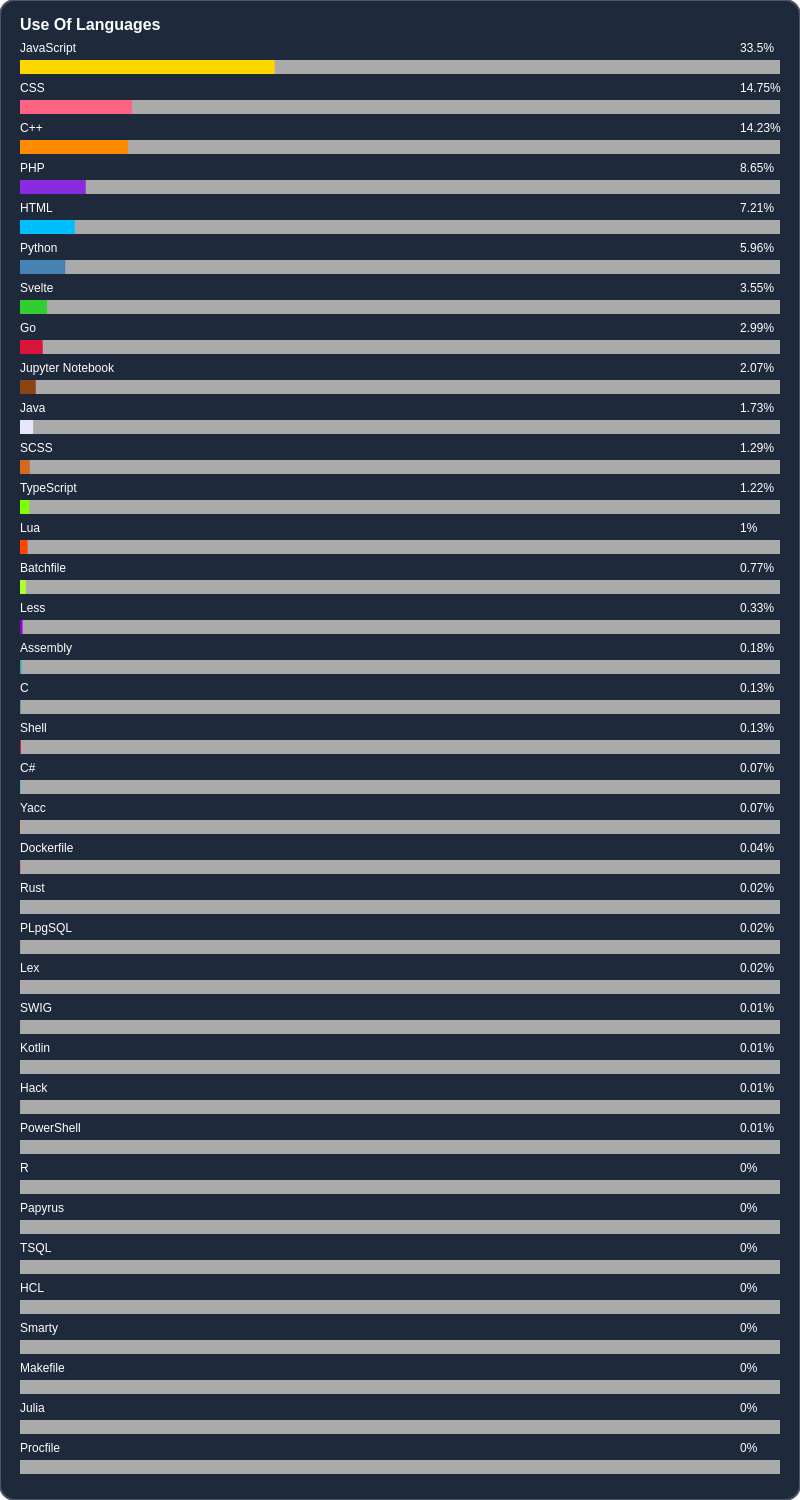 Use Of Languages
JavaScript 33.5%
CSS 14.75%
C++ 14.23%
PHP 8.65%
HTML 7.21%
Python 5.96%
Svelte 3.55%
Go 2.99%
Jupyter Notebook 2.07%
Java 1.73%
SCSS 1.29%
TypeScript 1.22%
Lua 1%
Batchfile 0.77%
Less 0.33%
Assembly 0.18%
C 0.13%
Shell 0.13%
C# 0.07%
Yacc 0.07%
Dockerfile 0.04%
Rust 0.02%
PLpgSQL 0.02%
Lex 0.02%
SWIG 0.01%
Kotlin 0.01%
Hack 0.01%
PowerShell 0.01%
R 0%
Papyrus 0%
TSQL 0%
HCL 0%
Smarty 0%
Makefile 0%
Julia 0%
Procfile 0%